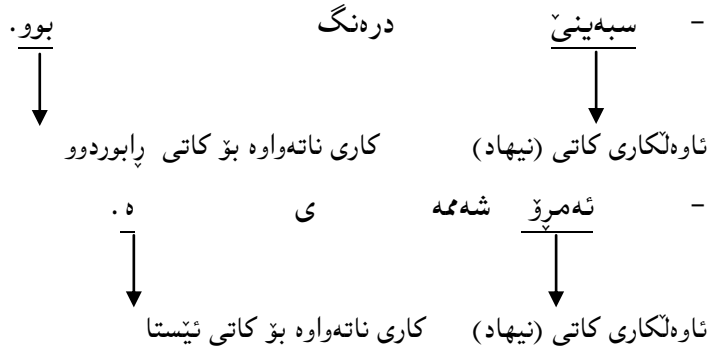 - سبەینێ درەنگ بوو.
ئاوەڵکاری کاتی (نیهاد) کاری ناتەواوە بۆ کاتی ڕابوردوو
- ئەمڕۆ شەممە ی ە.
ئاوەڵکاری کاتی (نیهاد) کاری ناتەواوە بۆ کاتی ئێستا